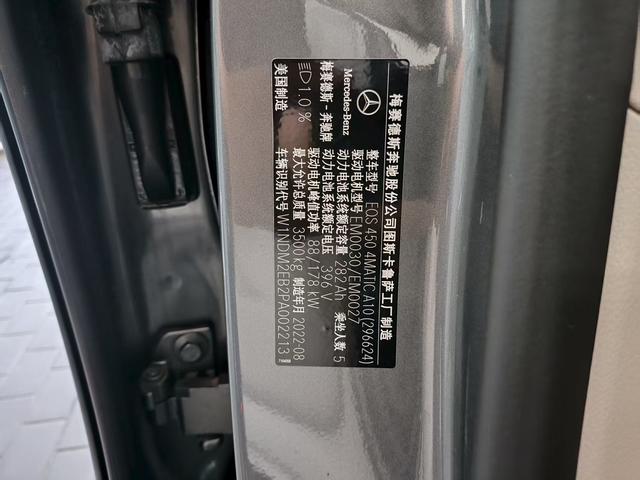 梅赛德斯奔驰股份公司图斯卡鲁萨工厂制造
Mercedes-Benz
梅赛德斯-奔驰牌
1.0%
美国制造
整车型号 EQS 450 4MATIC A10(296624)
驱动电机型号 EM0030/EM0027
动力电池系统额定容量 282Ah 乘坐人数 5
动力电池系统额定电压 396 V
驱动电机峰值功率 88/178 kW
最大允许总质量 3500kg 制造年月 2022-08
车辆识别代号 W1NDM2EB2PA002213